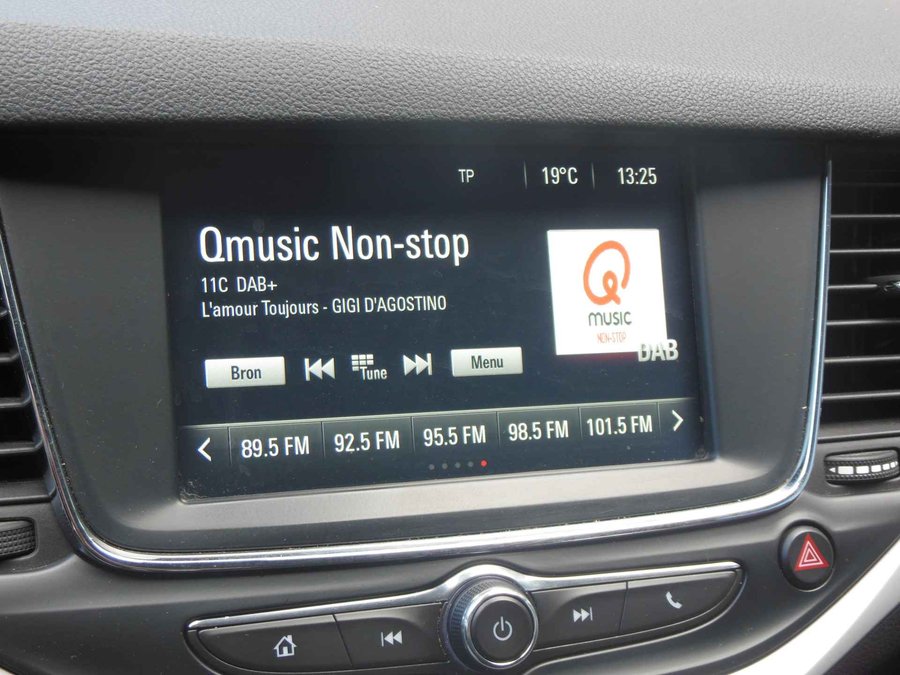 TP 19°C 13:25
Qmusic Non-stop
11C DAB+
L'amour Toujours - GIGI D'AGOSTINO
Q
MUSIC
NON-STOP
DAB
Bron Tune Menu
89.5 FM 92.5 FM 95.5 FM 98.5 FM 101.5 FM